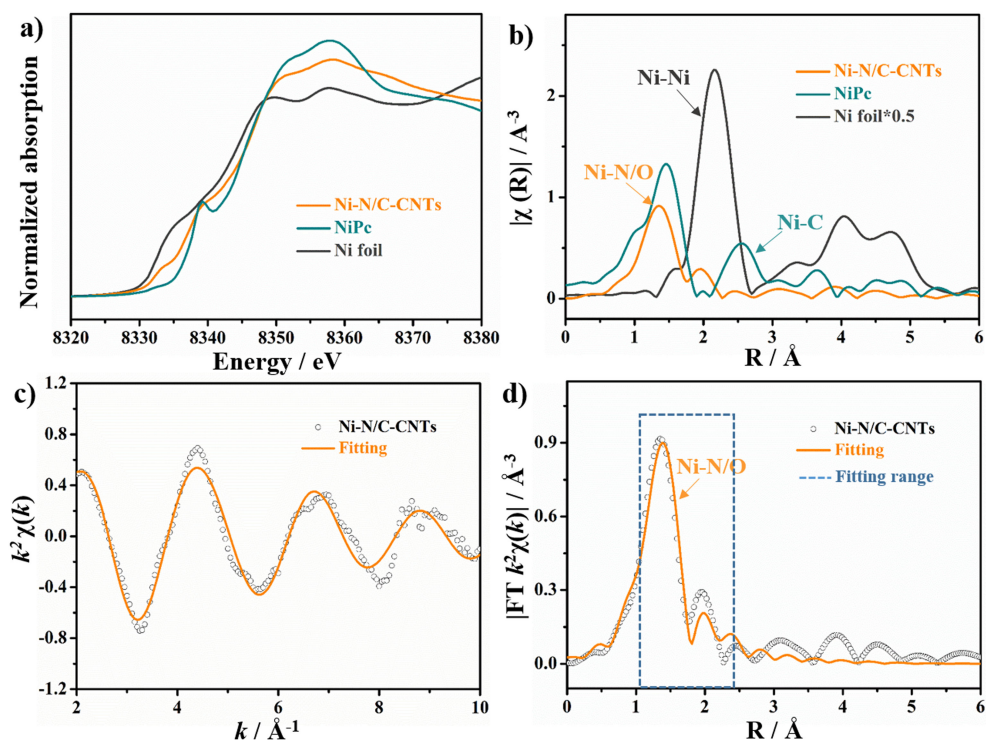 a)
Normalized absorption
Ni-N/C-CNTs
NiPc
Ni foil
8320 8330 8340 8350 8360 8370 8380
Energy / eV
b)
|χ (R)| / A-3
2
1
0
Ni-Ni
Ni-N/O
Ni-C
Ni-N/C-CNTs
NiPc
Ni foil*0.5
0 1 2 3 4 5 6
R / Å
c)
k2 χ(k)
1.2
0.6
0.0
-0.4
-0.8
-1.2
Ni-N/C-CNTs
Fitting
2 4 6 8 10
k / Å-1
d)
|FT k2χ(k)| / Å-3
0.9
0.6
0.3
0.0
Ni-N/O
Ni-N/C-CNTs
Fitting
Fitting range
0 1 2 3 4 5 6
R / Å